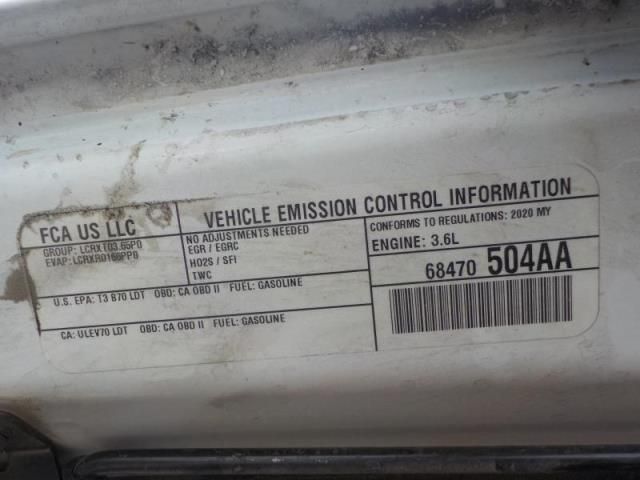 FCA US LLC
GROUP: LCRXT03.65P0
EVAP: LCRXR0166PP0
VEHICLE EMISSION CONTROL INFORMATION
NO ADJUSTMENTS NEEDED
EGR / EGRC
HO2S / SFI
TWC
CONFORMS TO REGULATIONS: 2020 MY
ENGINE: 3.6L
68470 504AA
U.S. EPA: T3 B70 LDT OBD: CA OBD II FUEL: GASOLINE
CA: ULEV70 LDT OBD: CA OBD II FUEL: GASOLINE